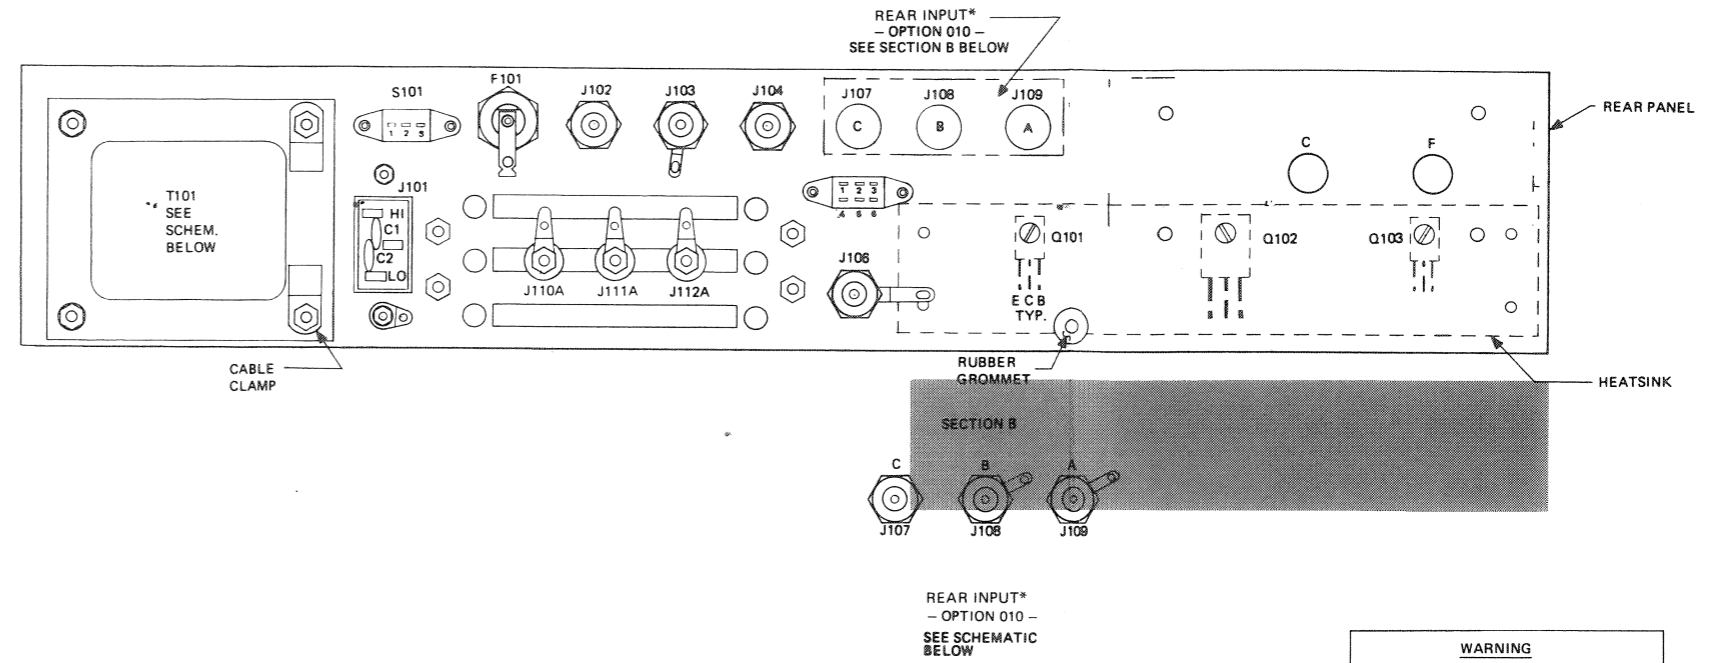 REAR INPUT*
– OPTION 010 –
SEE SECTION B BELOW
F101
S101
J102
J103
J104
J107
J108
J109
REAR PANEL
1 2 3
C
B
A
C
F
T101
SEE
SCHEM.
BELOW
J101
HI
C1
C2
LO
1 2 3
4 5 6
Q101
Q102
Q103
J106
J110A
J111A
J112A
E C B
TYP.
CABLE
CLAMP
RUBBER
GROMMET
HEATSINK
SECTION B
C
B
A
J107
J108
J109
REAR INPUT*
– OPTION 010 –
SEE SCHEMATIC
BELOW
WARNING